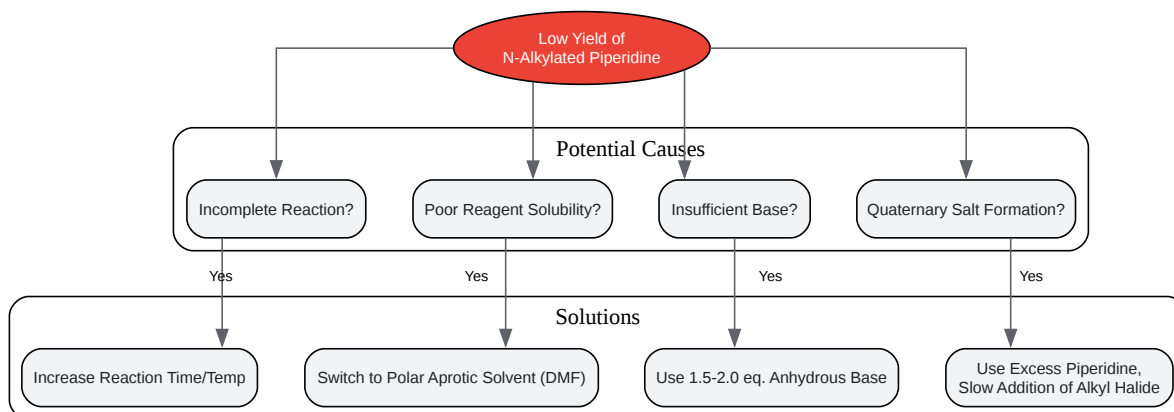 Low Yield of
N-Alkylated Piperidine
Potential Causes
Incomplete Reaction?
Poor Reagent Solubility?
Insufficient Base?
Quaternary Salt Formation?
Yes
Yes
Yes
Yes
Solutions
Increase Reaction Time/Temp
Switch to Polar Aprotic Solvent (DMF)
Use 1.5-2.0 eq. Anhydrous Base
Use Excess Piperidine,
Slow Addition of Alkyl Halide